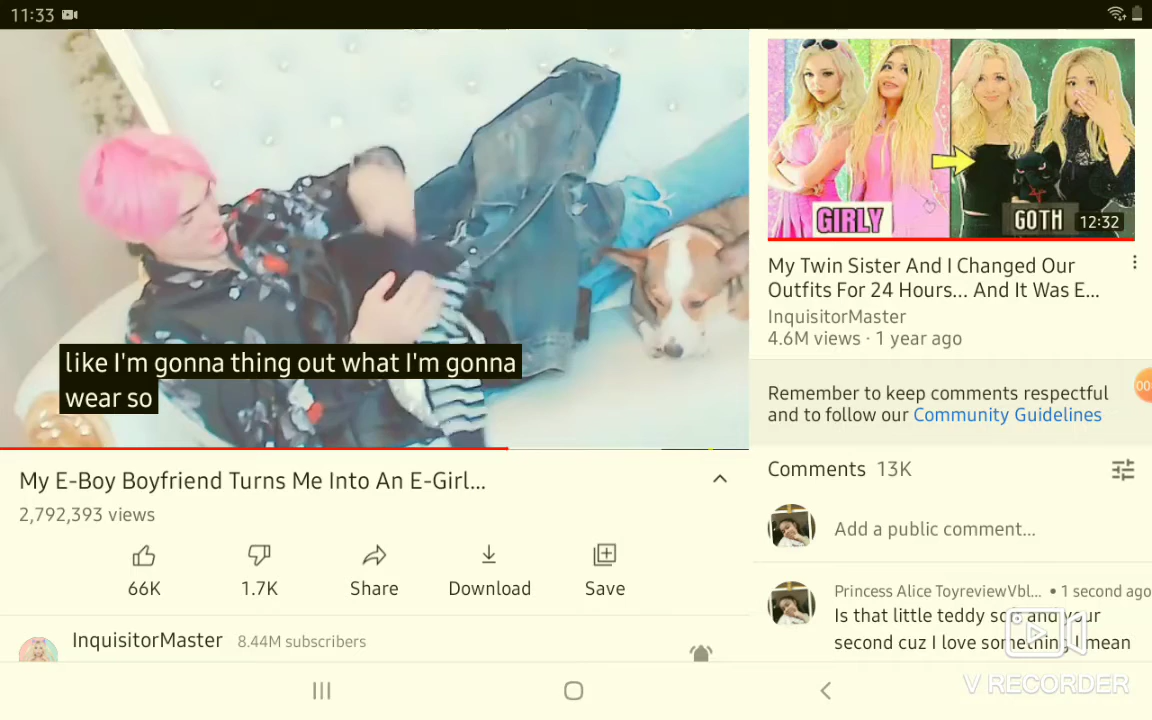 11:33
like I'm gonna thing out what I'm gonna
wear so
My E-Boy Boyfriend Turns Me Into An E-Girl...
2,792,393 views
66K
1.7K
Share
Download
Save
InquisitorMaster 8.44M subscribers
GIRLY
GOTH
12:32
My Twin Sister And I Changed Our
Outfits For 24 Hours... And It Was E...
InquisitorMaster
4.6M views · 1 year ago
Remember to keep comments respectful
and to follow our Community Guidelines
00
Comments 13K
Add a public comment...
Princess Alice ToyreviewVbl... • 1 second ago
Is that little teddy and your
second cuz I love something I mean
V RECORDER